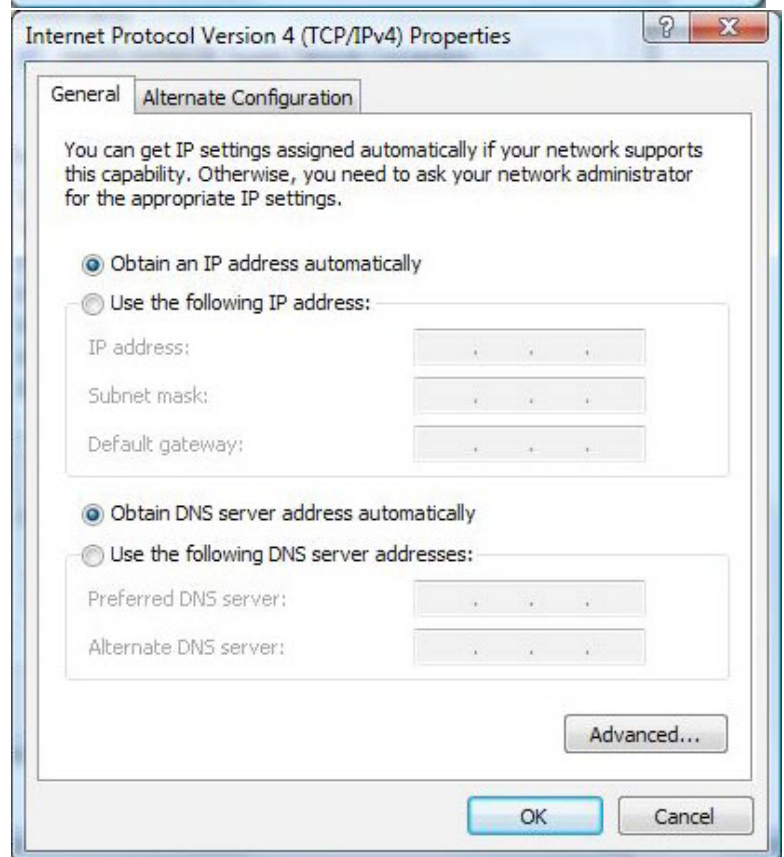 Internet Protocol Version 4 (TCP/IPv4) Properties
General
Alternate Configuration
You can get IP settings assigned automatically if your network supports
this capability. Otherwise, you need to ask your network administrator
for the appropriate IP settings.
Obtain an IP address automatically
Use the following IP address:
IP address:
Subnet mask:
Default gateway:
Obtain DNS server address automatically
Use the following DNS server addresses:
Preferred DNS server:
Alternate DNS server:
Advanced...
OK
Cancel